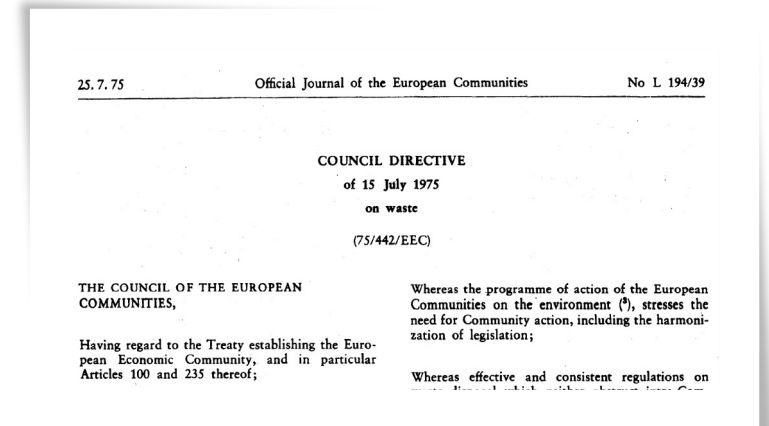 25. 7. 75 Official Journal of the European Communities No L 194/39
COUNCIL DIRECTIVE
of 15 July 1975
on waste
(75/442/EEC)
THE COUNCIL OF THE EUROPEAN
COMMUNITIES,
Having regard to the Treaty establishing the Euro-
pean Economic Community, and in particular
Articles 100 and 235 thereof;
Whereas the programme of action of the European
Communities on the environment (³), stresses the
need for Community action, including the harmoni-
zation of legislation;
Whereas effective and consistent regulations on